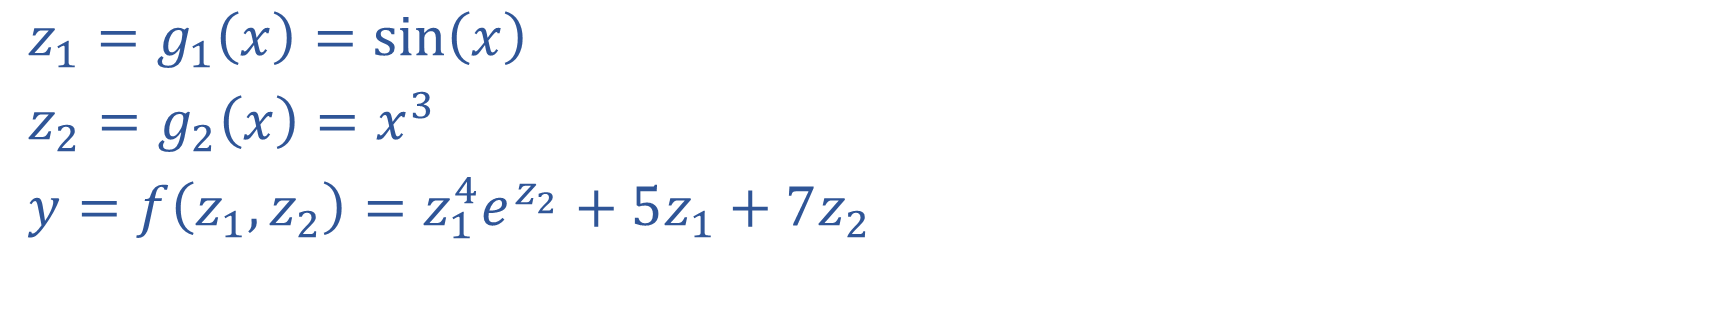 z₁ = g₁(x) = sin(x)
z₂ = g₂(x) = x³
y = f(z₁, z₂) = z₁⁴e^{z₂} + 5z₁ + 7z₂